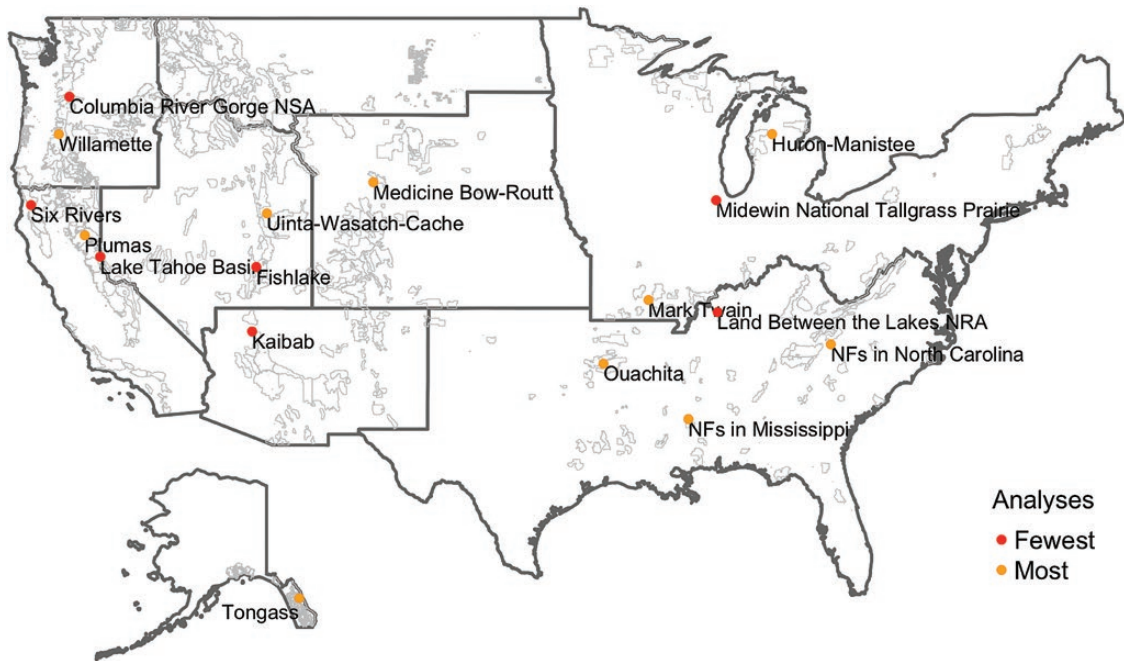 Columbia River Gorge NSA
Willamette
Huron-Manistee
Medicine Bow-Routt
Six Rivers
Midewin National Tallgrass Prairie
Uinta-Wasatch-Cache
Plumas
Lake Tahoe Basin
Fishlake
Mark Twain
Land Between the Lakes NRA
Kaibab
NFs in North Carolina
Ouachita
NFs in Mississippi
Analyses
Fewest
Most
Tongass